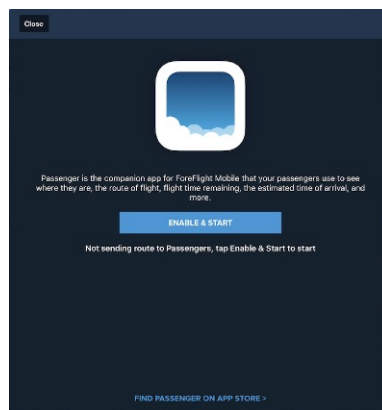 Close
Passenger is the companion app for ForeFlight Mobile that your passengers use to see
where they are, the route of flight, flight time remaining, the estimated time of arrival, and
more.
ENABLE & START
Not sending route to Passengers, tap Enable & Start to start
FIND PASSENGER ON APP STORE >